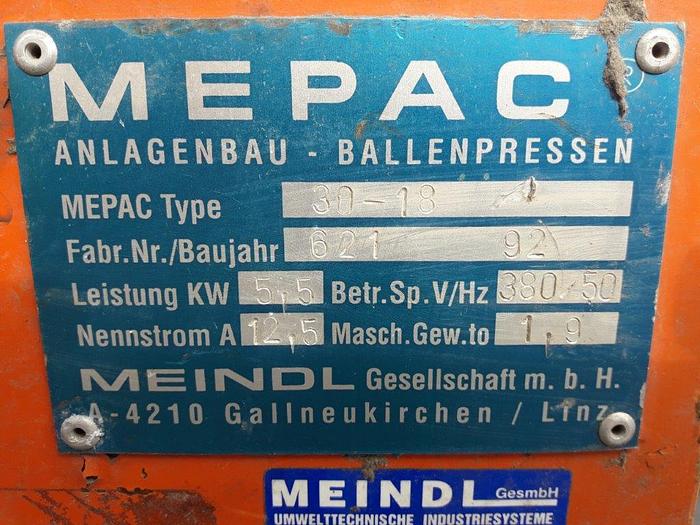 MEPAC ®
ANLAGENBAU - BALLENPRESSEN
MEPAC Type 30-18
Fabr.Nr./Baujahr 621 92
Leistung KW 5,5 Betr.Sp.V/Hz 380/50
Nennstrom A 12,5 Masch.Gew.to 1,9
MEINDL Gesellschaft m. b. H.
A-4210 Gallneukirchen / Linz
MEINDL GesmbH
UMWELTTECHNISCHE INDUSTRIESYSTEME